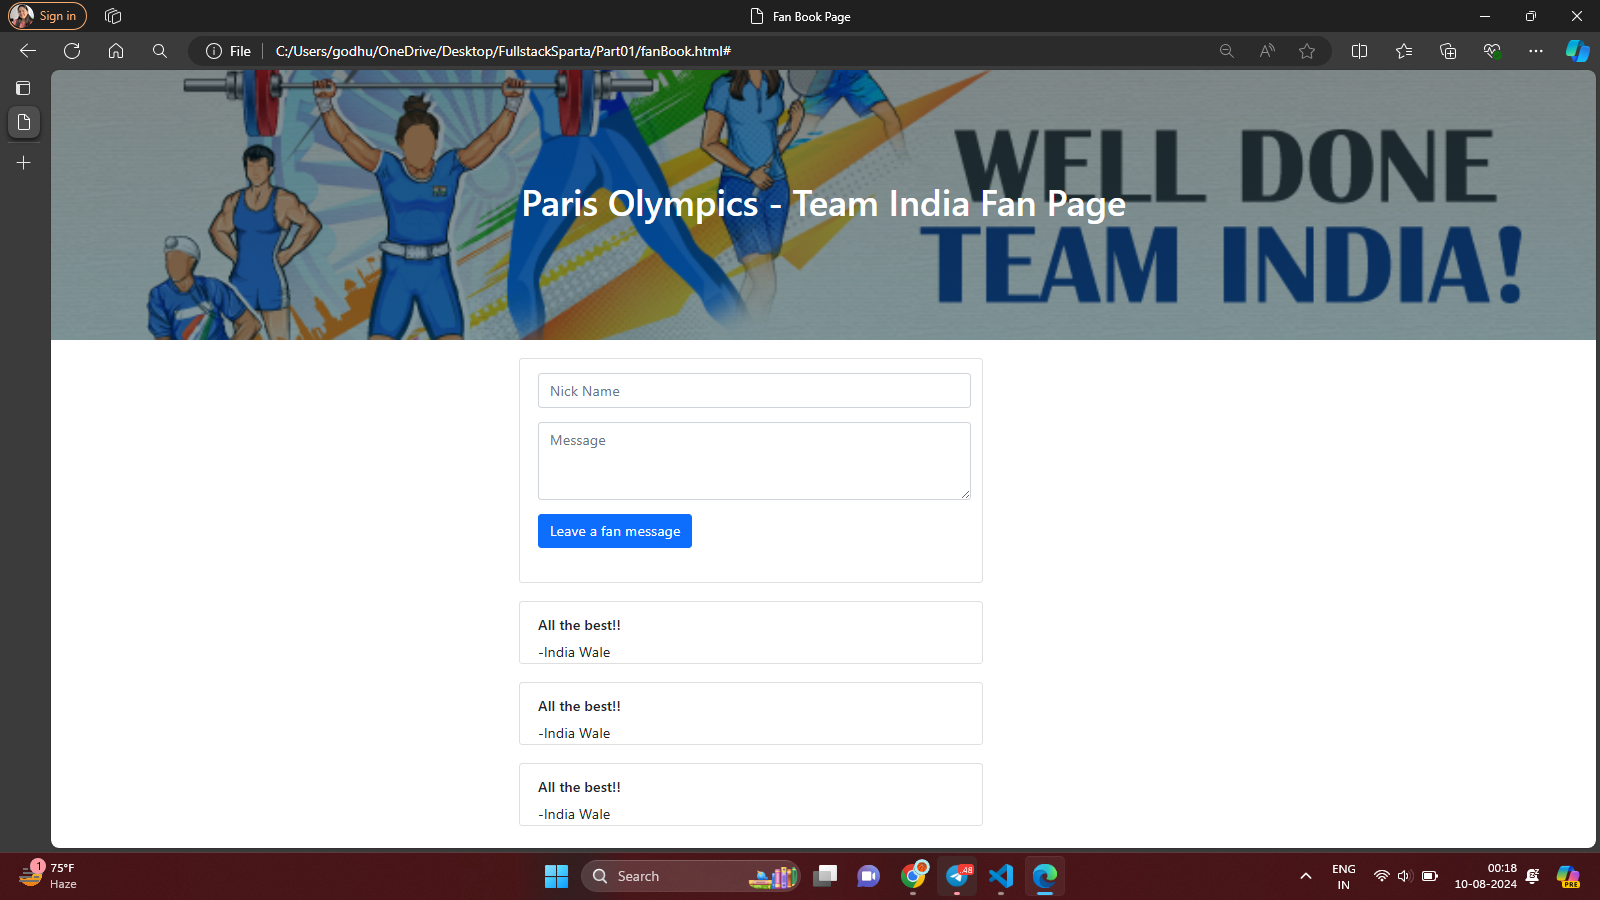 Sign in
Fan Book Page
File
C:/Users/godhu/OneDrive/Desktop/FullstackSparta/Part01/fanBook.html#
WELL DONE
Paris Olympics - Team India Fan Page
TEAM INDIA!
Nick Name
Message
Leave a fan message
All the best!!
-India Wale
All the best!!
-India Wale
All the best!!
-India Wale
1
75°F
Haze
Search
48
ENG
IN
00:18
10-08-2024
PRE